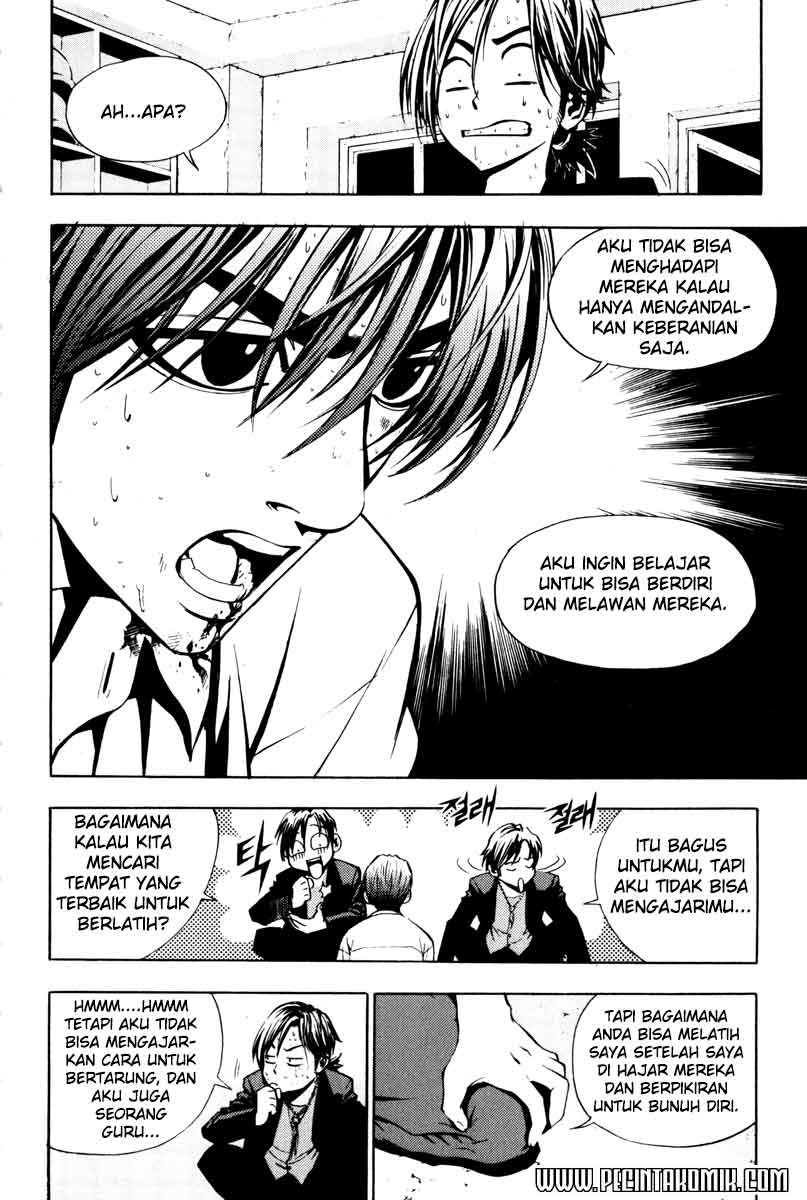 AH...APA?
AKU TIDAK BISA
MENGHADAPI
MEREKA KALAU
HANYA MENGANDAL-
KAN KEBERANIAN
SAJA.
AKU INGIN BELAJAR
UNTUK BISA BERDIRI
DAN MELAWAN MEREKA.
BAGAIMANA
KALAU KITA
MENCARI
TEMPAT YANG
TERBAIK UNTUK
BERLATIH?
탁
절래
절래
ITU BAGUS
UNTUKMU, TAPI
AKU TIDAK BISA
MENGAJARIMU...
HMMM....HMMM
TETAPI AKU TIDAK
BISA MENGAJAR-
KAN CARA UNTUK
BERTARUNG, DAN
AKU JUGA
SEORANG
GURU...
TAPI BAGAIMANA
ANDA BISA MELATIH
SAYA SETELAH SAYA
DI HAJAR MEREKA
DAN BERPIKIRAN
UNTUK BUNUH DIRI.
WWW.PECINTAKOMIK.COM